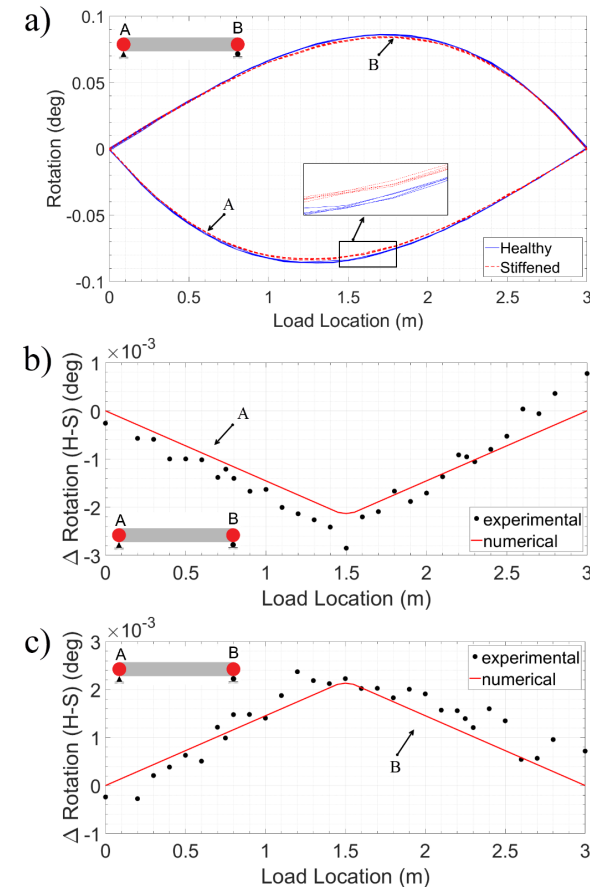 a)
A
B
0.1
0.05
0
-0.05
-0.1
Rotation (deg)
B
A
Healthy
Stiffened
0
0.5
1
1.5
2
2.5
3
Load Location (m)
b)
×10⁻³
1
0
-1
-2
-3
Δ Rotation (H-S) (deg)
A
A
B
experimental
numerical
0
0.5
1
1.5
2
2.5
3
Load Location (m)
c)
×10⁻³
3
2
1
0
-1
Δ Rotation (H-S) (deg)
A
B
experimental
numerical
B
0
0.5
1
1.5
2
2.5
3
Load Location (m)